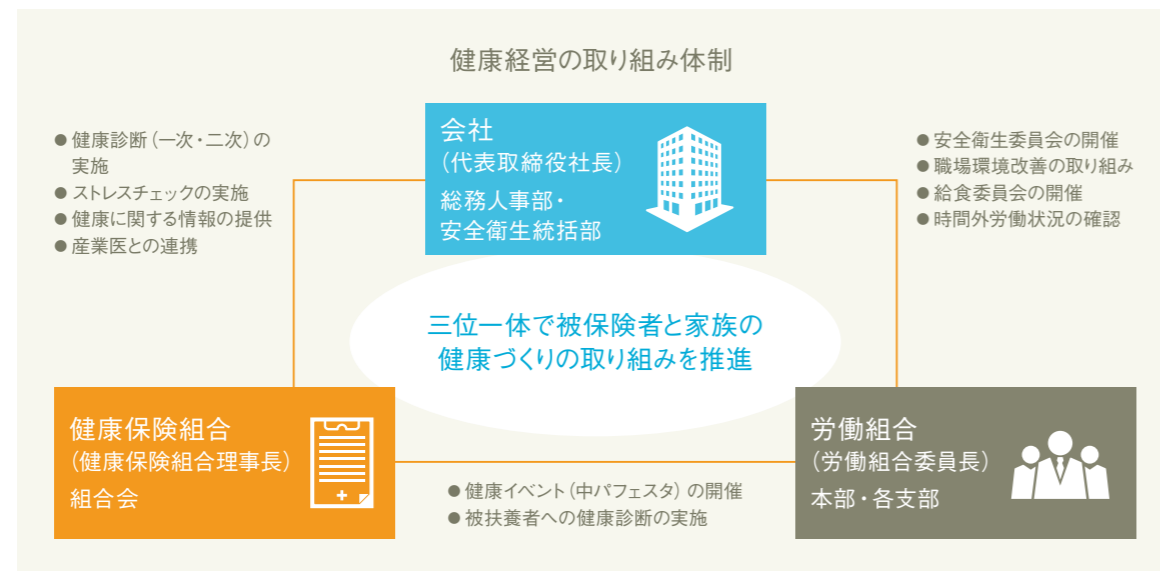 健康経営の取り組み体制
●健康診断（一次・二次）の
実施
●ストレスチェックの実施
●健康に関する情報の提供
●産業医との連携
会社
（代表取締役社長）
総務人事部・
安全衛生統括部
●安全衛生委員会の開催
●職場環境改善の取り組み
●給食委員会の開催
●時間外労働状況の確認
三位一体で被保険者と家族の
健康づくりの取り組みを推進
健康保険組合
（健康保険組合理事長）
組合会
●健康イベント（中パフェスタ）の開催
●被扶養者への健康診断の実施
労働組合
（労働組合委員長）
本部・各支部